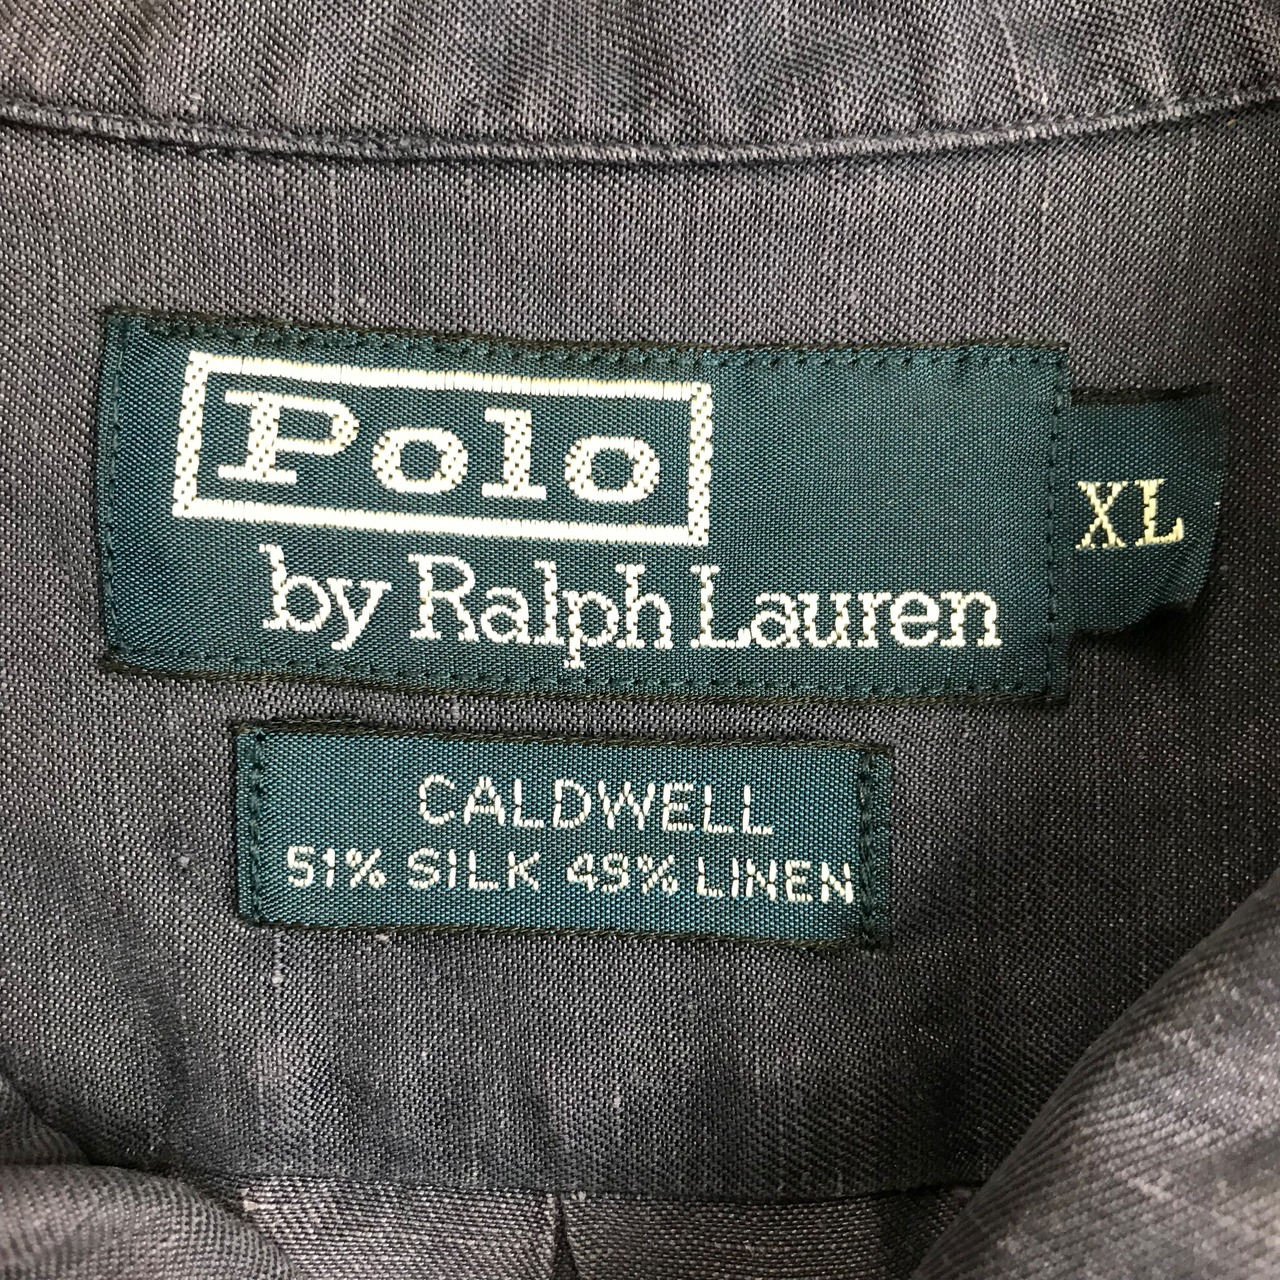 Polo
by Ralph Lauren
XL
CALDWELL
51% SILK 49% LINEN